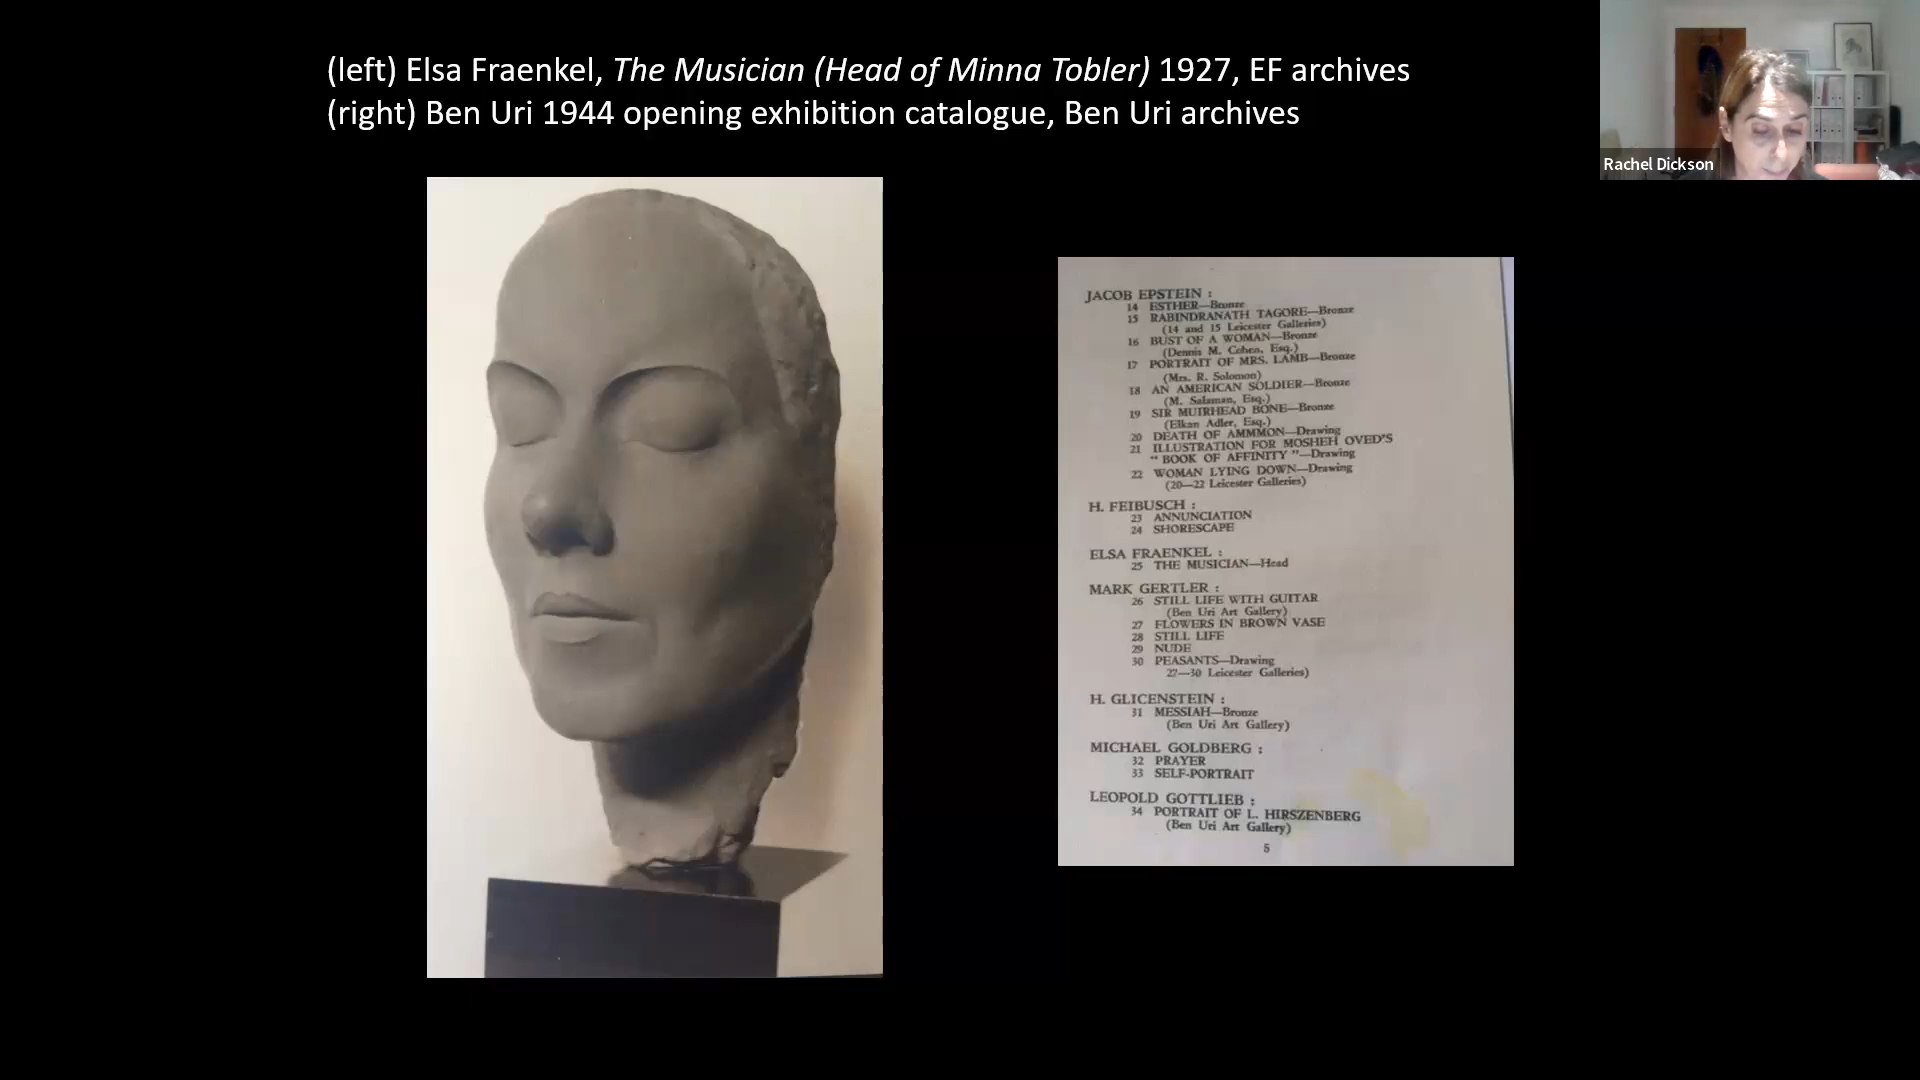 (left) Elsa Fraenkel, The Musician (Head of Minna Tobler) 1927, EF archives
(right) Ben Uri 1944 opening exhibition catalogue, Ben Uri archives
Rachel Dickson
JACOB EPSTEIN :
14 ESTHER—Bronze
15 RABINDRANATH TAGORE—Bronze
(14 and 15 Leicester Galleries)
16 BUST OF A WOMAN—Bronze
(Dennis M. Cohen, Esq.)
17 PORTRAIT OF MRS. LAMB—Bronze
(Mrs. R. Solomon)
18 AN AMERICAN SOLDIER—Bronze
(M. Salaman, Esq.)
19 SIR MUIRHEAD BONE—Bronze
(Elkan Adler, Esq.)
20 DEATH OF AMMMON—Drawing
21 ILLUSTRATION FOR MOSHEH OVED'S
" BOOK OF AFFINITY "—Drawing
22 WOMAN LYING DOWN—Drawing
(20—22 Leicester Galleries)
H. FEIBUSCH :
23 ANNUNCIATION
24 SHORESCAPE
ELSA FRAENKEL :
25 THE MUSICIAN—Head
MARK GERTLER :
26 STILL LIFE WITH GUITAR
(Ben Uri Art Gallery)
27 FLOWERS IN BROWN VASE
28 STILL LIFE
29 NUDE
30 PEASANTS—Drawing
27—30 Leicester Galleries)
H. GLICENSTEIN :
31 MESSIAH—Bronze
(Ben Uri Art Gallery)
MICHAEL GOLDBERG :
32 PRAYER
33 SELF-PORTRAIT
LEOPOLD GOTTLIEB :
34 PORTRAIT OF L. HIRSZENBERG
(Ben Uri Art Gallery)
5